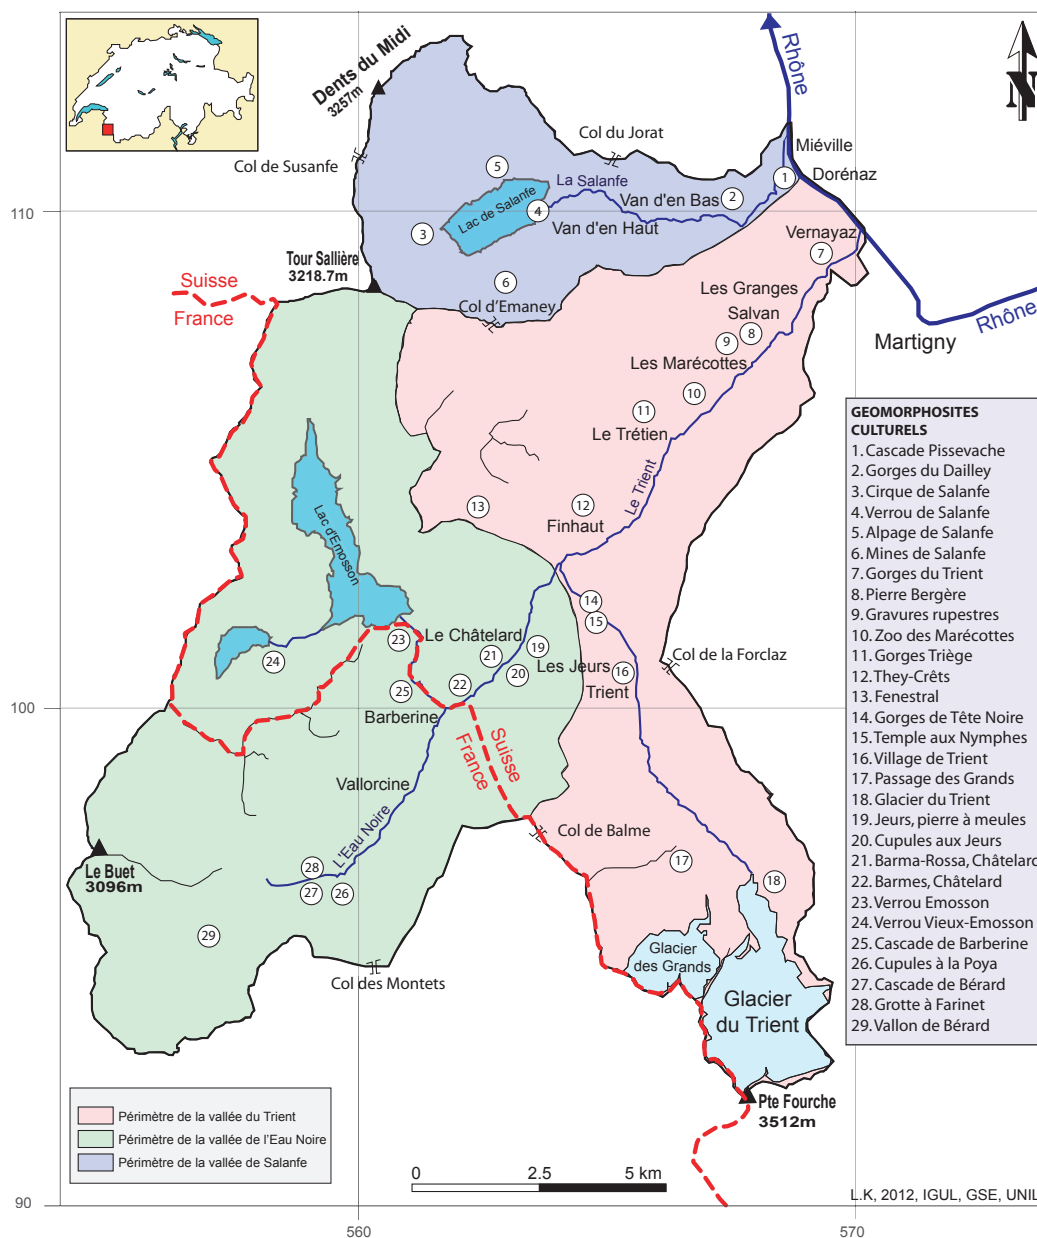 Dents du Midi
3257m
Rhône
N
Col du Jorat
Miéville
Col de Susanfe
5
Dorénaz
1
La Salanfe
2
Van d'en Bas
Lac de Salanfe
110
4
Van d'en Haut
3
Vernayaz
7
Tour Sallière
3218.7m
Suisse
6
Les Granges
France
Col d'Emaney
Salvan
Rhône
8
9
Martigny
Les Marécottes
10
11
Le Trétien
Le Trient
13
12
Finhaut
Lac d'Emosson
14
15
23
Le Châtelard
19
21
24
Les Jeurs
Col de la Forclaz
20
16
22
25
Trient
100
Barberine
Suisse
France
Vallorcine
L'Eau Noire
Col de Balme
Le Buet
3096m
28
17
27
26
18
29
Glacier
des Grands
Col des Montets
Glacier
du Trient
Pte Fourche
3512m
GEOMORPHOSITES
CULTURELS
1. Cascade Pissevache
2. Gorges du Dailley
3. Cirque de Salanfe
4. Verrou de Salanfe
5. Alpage de Salanfe
6. Mines de Salanfe
7. Gorges du Trient
8. Pierre Bergère
9. Gravures rupestres
10. Zoo des Marécottes
11. Gorges Triège
12. They-Crêts
13. Fenestral
14. Gorges de Tête Noire
15. Temple aux Nymphes
16. Village de Trient
17. Passage des Grands
18. Glacier du Trient
19. Jeurs, pierre à meules
20. Cupules aux Jeurs
21. Barma-Rossa, Châtelard
22. Barmes, Châtelard
23. Verrou Emosson
24. Verrou Vieux-Emosson
25. Cascade de Barberine
26. Cupules à la Poya
27. Cascade de Bérard
28. Grotte à Farinet
29. Vallon de Bérard
Périmètre de la vallée du Trient
Périmètre de la vallée de l'Eau Noire
Périmètre de la vallée de Salanfe
0 2.5 5 km
L.K, 2012, IGUL, GSE, UNIL
90
560
570